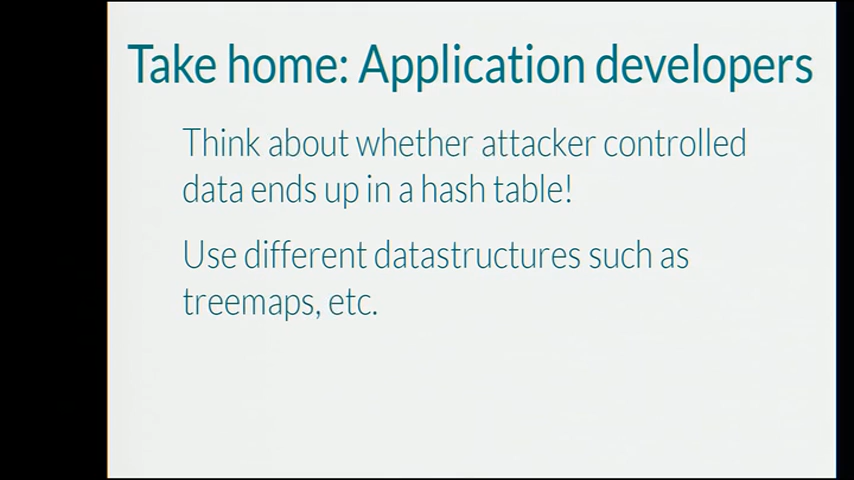 Take home: Application developers
Think about whether attacker controlled
data ends up in a hash table!
Use different datastructures such as
treemaps, etc.